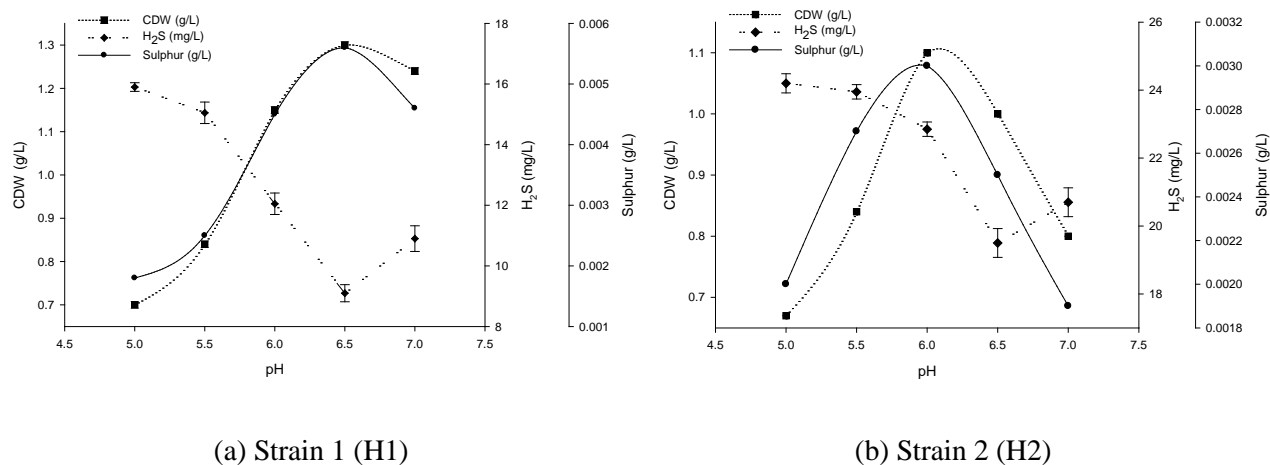 CDW (g/L)
H2S (mg/L)
Sulphur (g/L)
1.3
1.2
1.1
1.0
0.9
0.8
0.7
CDW (g/L)
18
16
14
12
10
8
H2S (mg/L)
0.006
0.005
0.004
0.003
0.002
0.001
Sulphur (g/L)
4.5 5.0 5.5 6.0 6.5 7.0 7.5
pH
(a) Strain 1 (H1)
CDW (g/L)
H2S (mg/L)
Sulphur (g/L)
1.1
1.0
0.9
0.8
0.7
CDW (g/L)
26
24
22
20
18
H2S (mg/L)
0.0032
0.0030
0.0028
0.0026
0.0024
0.0022
0.0020
0.0018
Sulphur (g/L)
4.5 5.0 5.5 6.0 6.5 7.0 7.5
pH
(b) Strain 2 (H2)